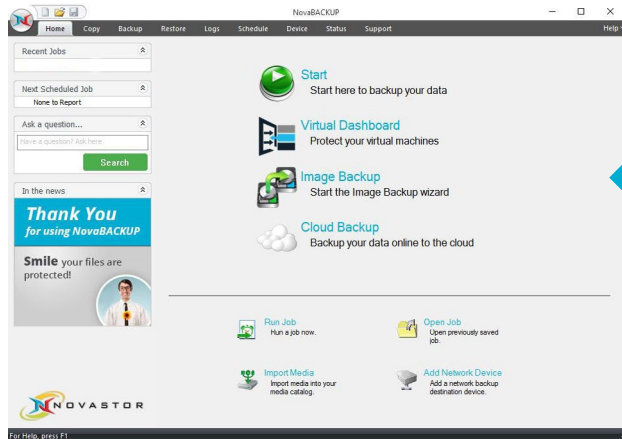 NovaBACKUP
Home Copy Backup Restore Logs Schedule Device Status Support Help
Recent Jobs
Next Scheduled Job
None to Report
Ask a question...
Have a question? Ask here
Search
In the news
Thank You
for using NovaBACKUP
Smile your files are
protected!
NOVASTOR
Start
Start here to backup your data
Virtual Dashboard
Protect your virtual machines
Image Backup
Start the Image Backup wizard
Cloud Backup
Backup your data online to the cloud
Run Job
Run a job now.
Open Job
Open previously saved
job.
Import Media
Import media into your
media catalog.
Add Network Device
Add a network backup
destination device.
For Help, press F1